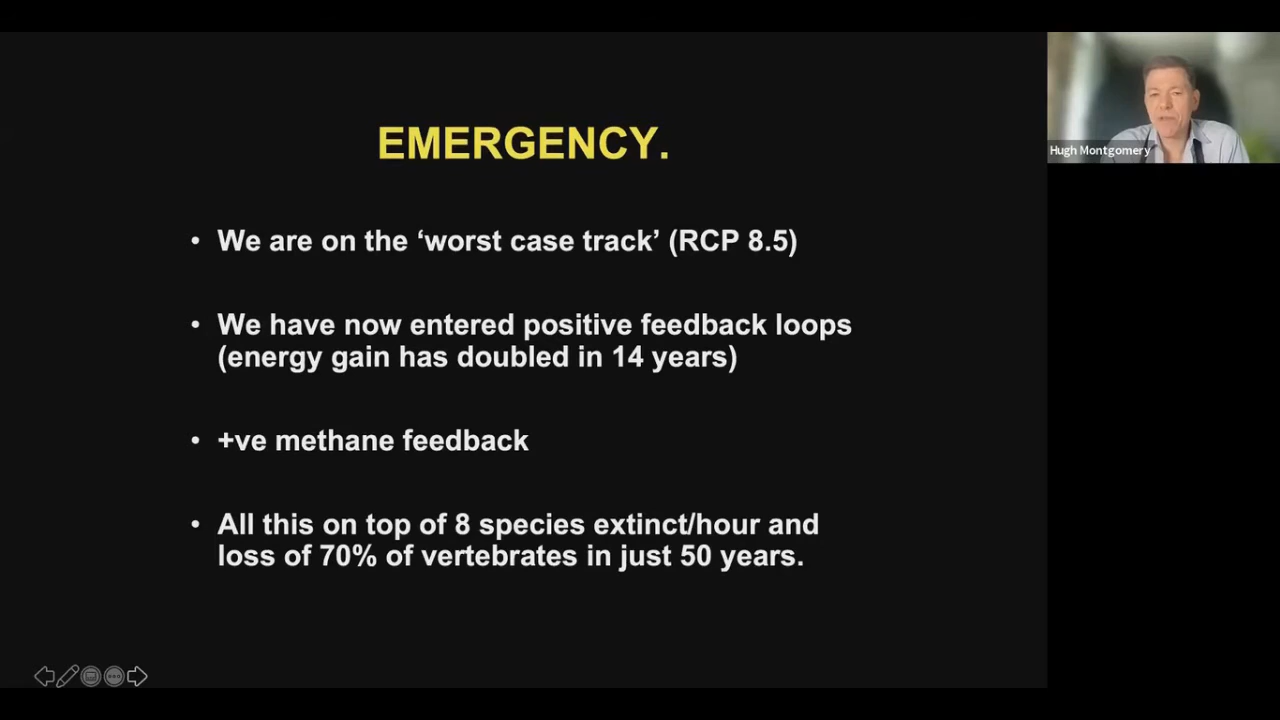 EMERGENCY.
• We are on the ‘worst case track’ (RCP 8.5)
• We have now entered positive feedback loops
(energy gain has doubled in 14 years)
• +ve methane feedback
• All this on top of 8 species extinct/hour and
loss of 70% of vertebrates in just 50 years.
Hugh Montgomery